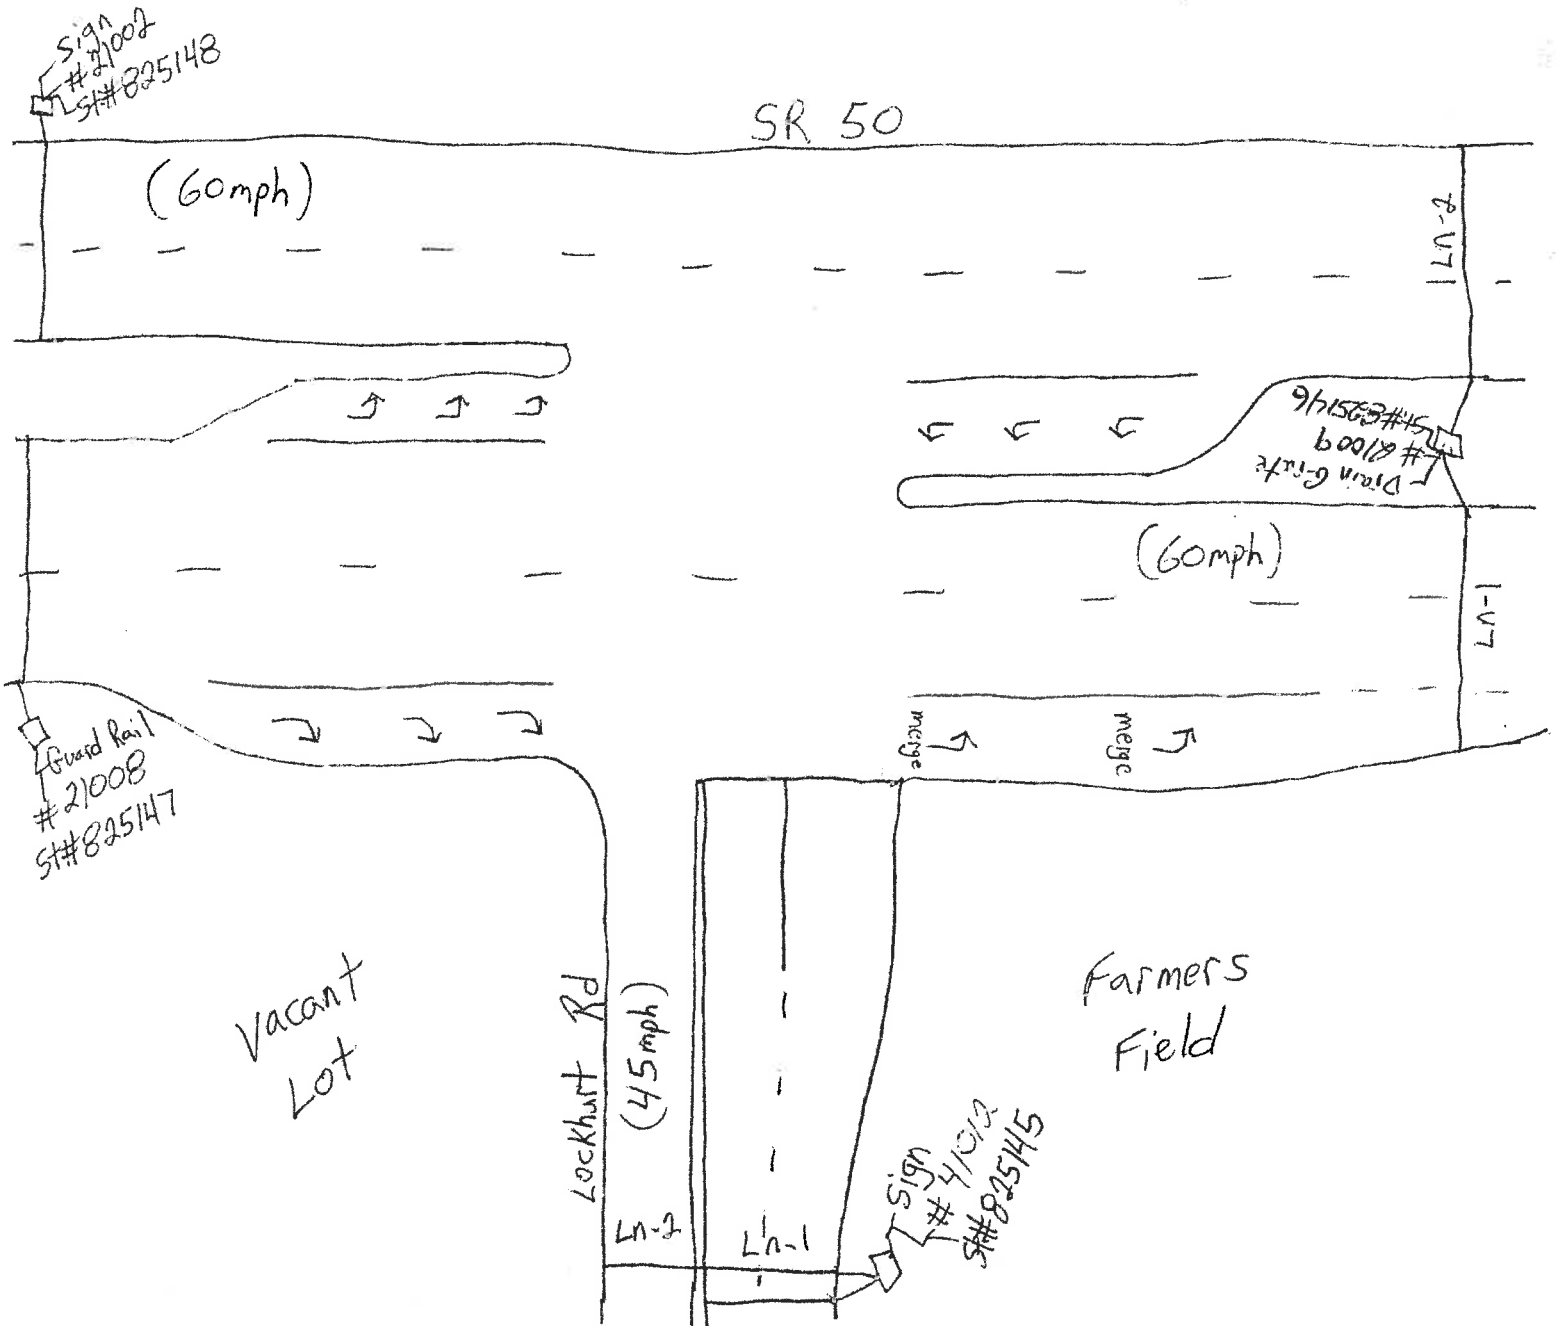 Sign
#21002
St#825148
SR 50
(60mph)
Ln-2
St#825146
#21009
Drain Grate
(60mph)
Ln-1
merge
merge
Guard Rail
#21008
St#825147
Vacant
Lot
Lockhurt Rd
(45mph)
Farmers
Field
Sign
#41012
St#825145
Ln-2
Ln-1